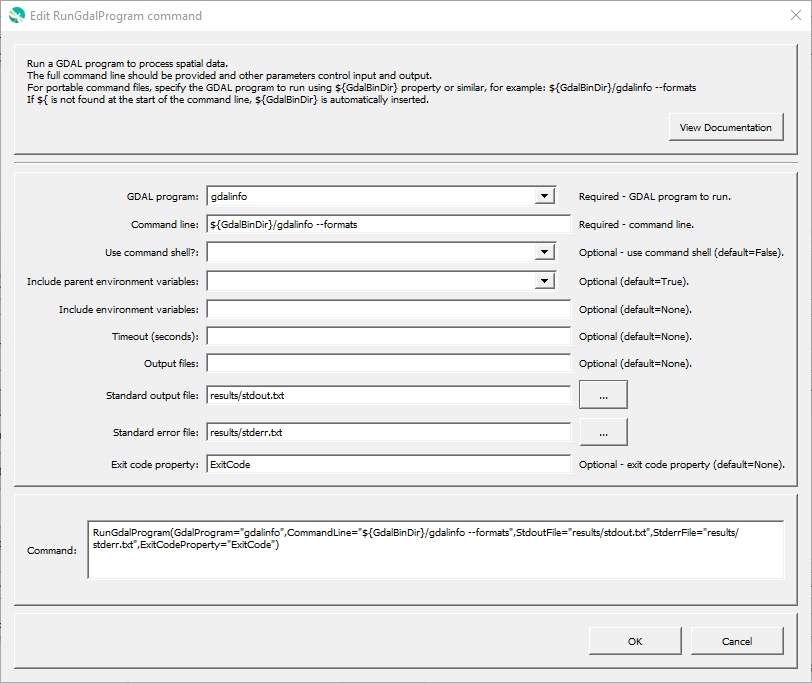 Edit RunGdalProgram command
Run a GDAL program to process spatial data.
The full command line should be provided and other parameters control input and output.
For portable command files, specify the GDAL program to run using ${GdalBinDir} property or similar, for example: ${GdalBinDir}/gdalinfo --formats
If ${ is not found at the start of the command line, ${GdalBinDir} is automatically inserted.
View Documentation
GDAL program: gdalinfo Required - GDAL program to run.
Command line: ${GdalBinDir}/gdalinfo --formats Required - command line.
Use command shell?: Optional - use command shell (default=False).
Include parent environment variables: Optional (default=True).
Include environment variables: Optional (default=None).
Timeout (seconds): Optional (default=None).
Output files: Optional (default=None).
Standard output file: results/stdout.txt ...
Standard error file: results/stderr.txt ...
Exit code property: ExitCode Optional - exit code property (default=None).
Command: RunGdalProgram(GdalProgram="gdalinfo",CommandLine="${GdalBinDir}/gdalinfo --formats",StdoutFile="results/stdout.txt",StderrFile="results/
stderr.txt",ExitCodeProperty="ExitCode")
OK Cancel